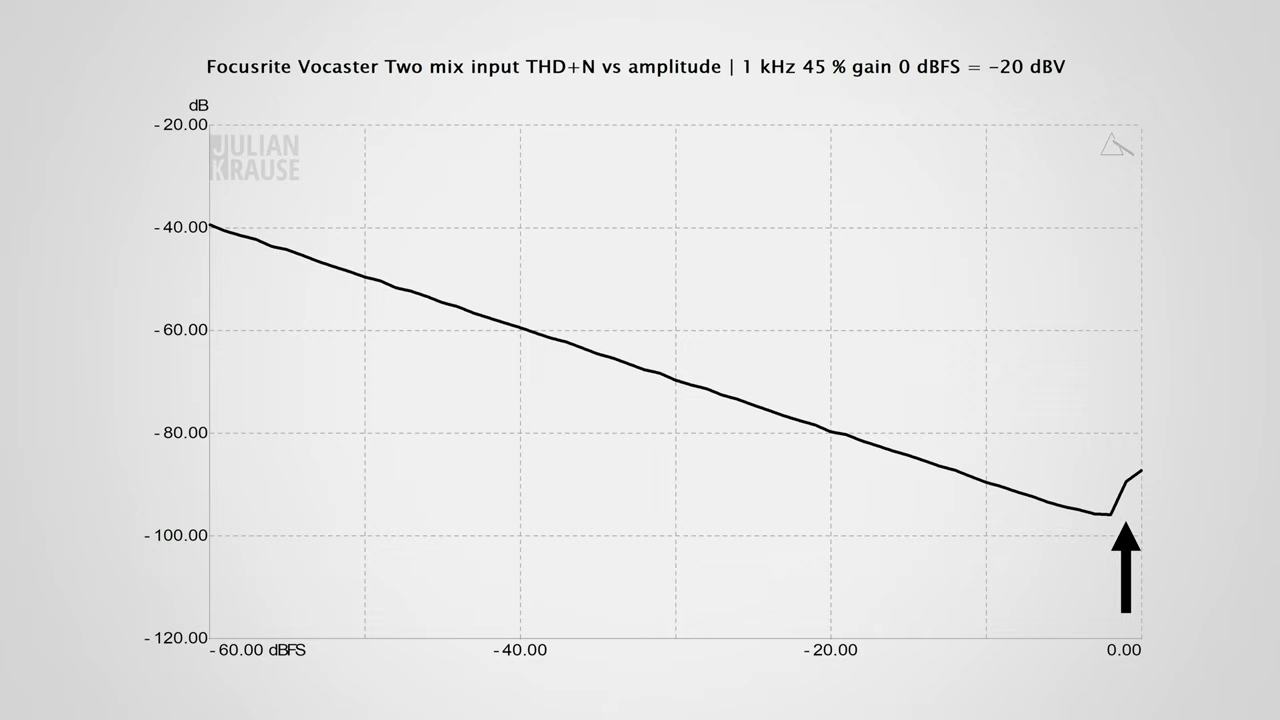 Focusrite Vocaster Two mix input THD+N vs amplitude | 1 kHz 45 % gain 0 dBFS = -20 dBV
dB
-20.00
JULIAN
KRAUSE
-40.00
-60.00
-80.00
-100.00
-120.00
-60.00 dBFS
-40.00
-20.00
0.00